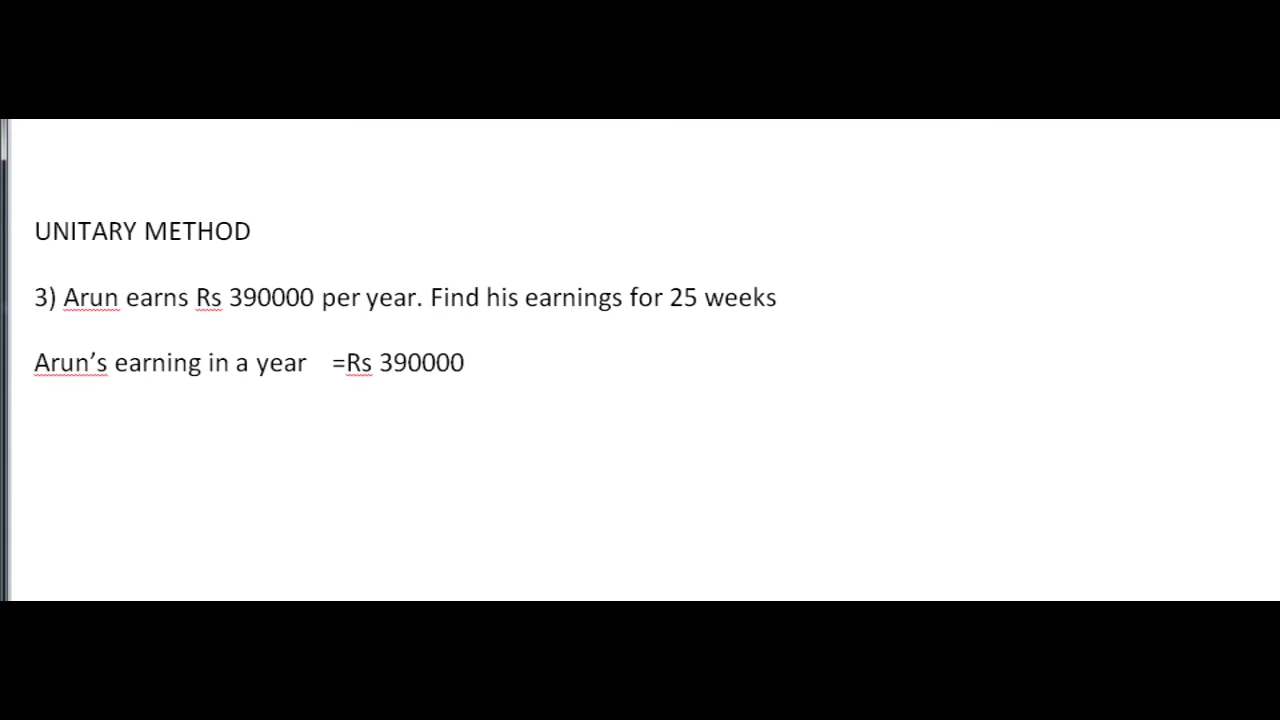 UNITARY METHOD
3) Arun earns Rs 390000 per year. Find his earnings for 25 weeks
Arun’s earning in a year =Rs 390000